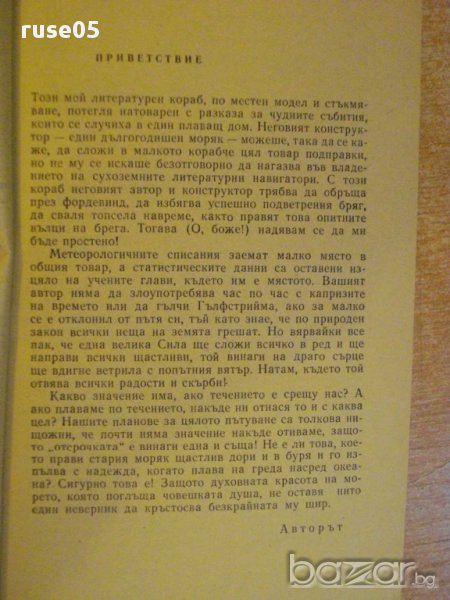 ruse05
ПРИВЕТСТВИЕ
Този мой литературен кораб, по местен модел и стъкмя-
ване, потегля натоварен с разказа за чудните събития,
които се случиха в един плаващ дом. Неговият конструк-
тор — един дългогодишен моряк — можеше, така да се ка-
же, да сложи в малкото корабче цял товар подправки,
но не му се искаше безотговорно да нагазва във владе-
нието на сухоземните литературни навигатори. С този
кораб неговият автор и конструктор трябва да обръща
през фордевинд, да избягва успешно подветрения бряг,
да сваля топсела навреме, както правят това опитните
вълци на брега. Тогава (О, боже!) надявам се да ми
бъде простено!
Метеорологичните списания заемат малко място в
общия товар, а статистическите данни са оставени из-
цяло на учените глави, където им е мястото. Вашият
автор няма да злоупотребява час по час с капризите
на времето или да гълчи Гълфстрийма, ако за малко
се е отклонил от пътя си, тъй като знае, че по природен
закон всички неща на земята грешат. Но вярвайки все
пак, че една велика Сила ще сложи всичко в ред и ще
направи всички щастливи, той винаги на драго сърце
ще вдигне ветрила с попътния вятър. Натам, където той
отвява всички радости и скърби!
Какво значение има, ако течението е срещу нас? А
ако плаваме по течението, накъде ни отнася то и с каква
цел? Нашите планове за цялото пътуване са толкова ни-
щожни, че почти няма значение накъде отиваме, защо-
то „отсрочката“ е винаги една и съща! Не е ли това, кое-
то прави стария моряк щастлив дори и в буря и го из-
пълва с надежда, когато плава на греда насред океа-
на? Сигурно това е! Защото духовната красота на мо-
рето, която поглъща човешката душа, не оставя нито
един неверник да кръстосва безкрайната му шир.
Авторът
bazar.bg